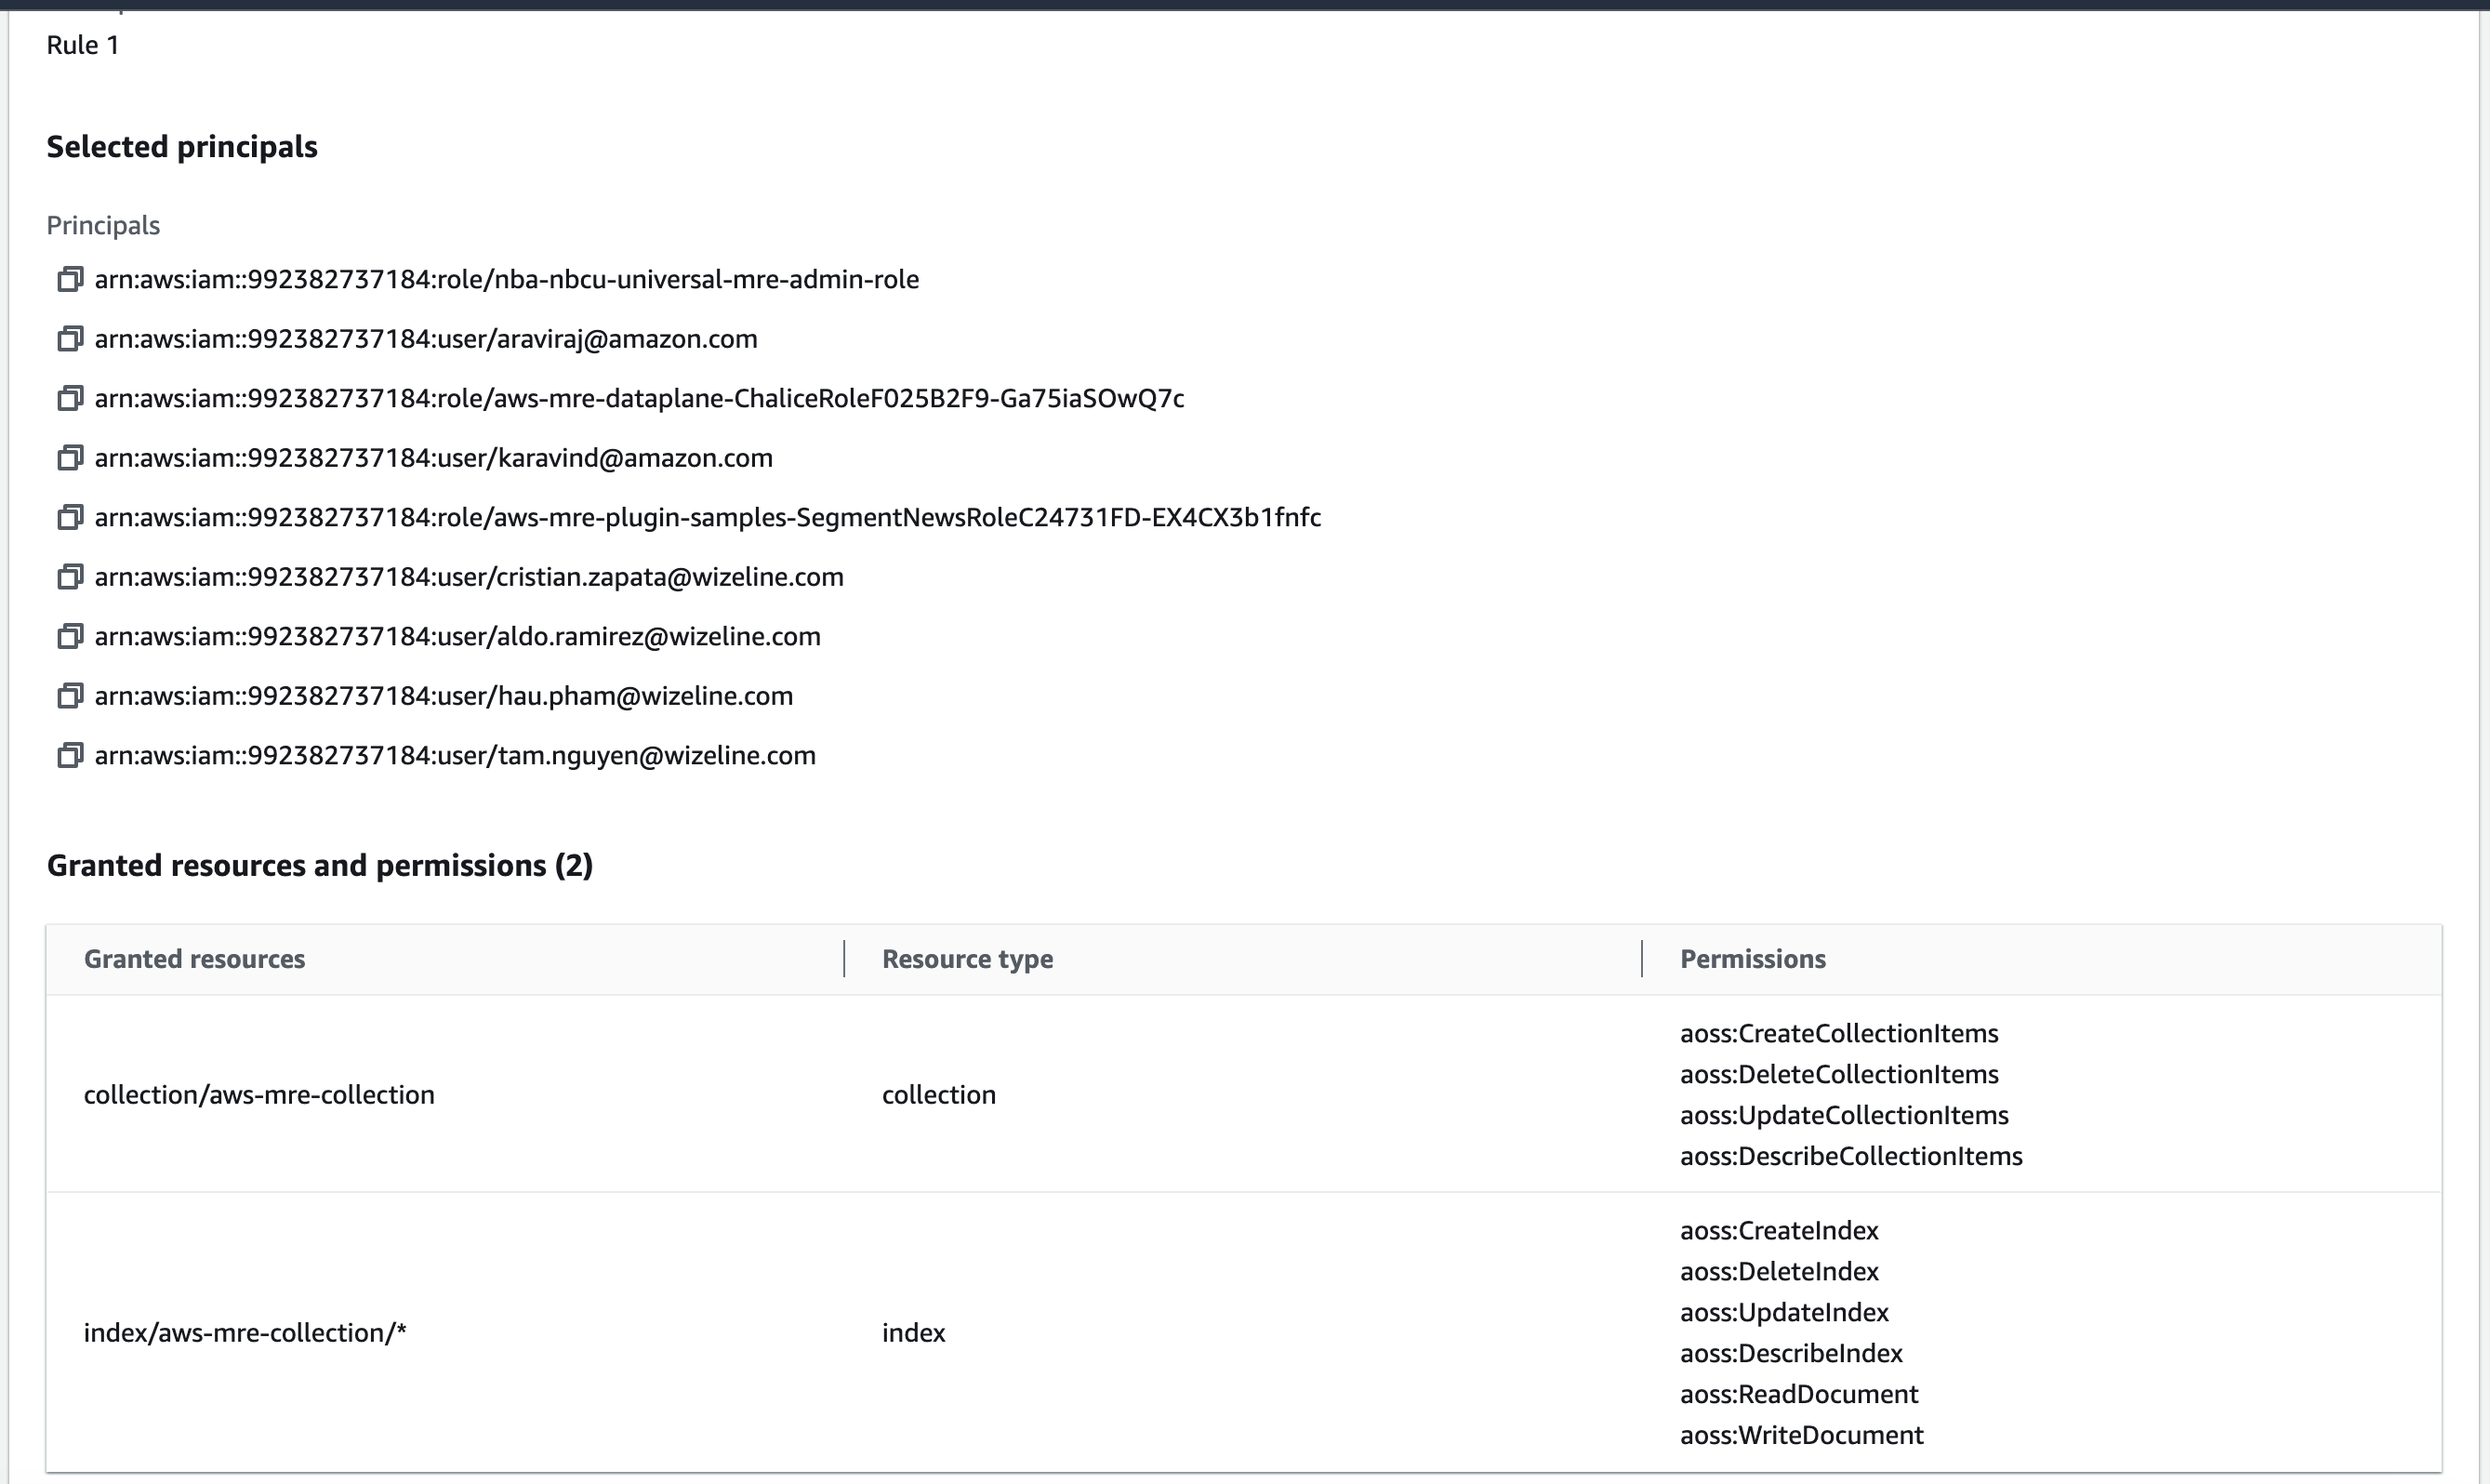 Rule 1
Selected principals
Principals
arn:aws:iam::992382737184:role/nba-nbcu-universal-mre-admin-role
arn:aws:iam::992382737184:user/araviraj@amazon.com
arn:aws:iam::992382737184:role/aws-mre-dataplane-ChaliceRoleF025B2F9-Ga75iaSOwQ7c
arn:aws:iam::992382737184:user/karavind@amazon.com
arn:aws:iam::992382737184:role/aws-mre-plugin-samples-SegmentNewsRoleC24731FD-EX4CX3b1fnfc
arn:aws:iam::992382737184:user/cristian.zapata@wizeline.com
arn:aws:iam::992382737184:user/aldo.ramirez@wizeline.com
arn:aws:iam::992382737184:user/hau.pham@wizeline.com
arn:aws:iam::992382737184:user/tam.nguyen@wizeline.com
Granted resources and permissions (2)
Granted resources Resource type Permissions
collection/aws-mre-collection collection
aoss:CreateCollectionItems
aoss:DeleteCollectionItems
aoss:UpdateCollectionItems
aoss:DescribeCollectionItems
index/aws-mre-collection/* index
aoss:CreateIndex
aoss:DeleteIndex
aoss:UpdateIndex
aoss:DescribeIndex
aoss:ReadDocument
aoss:WriteDocument